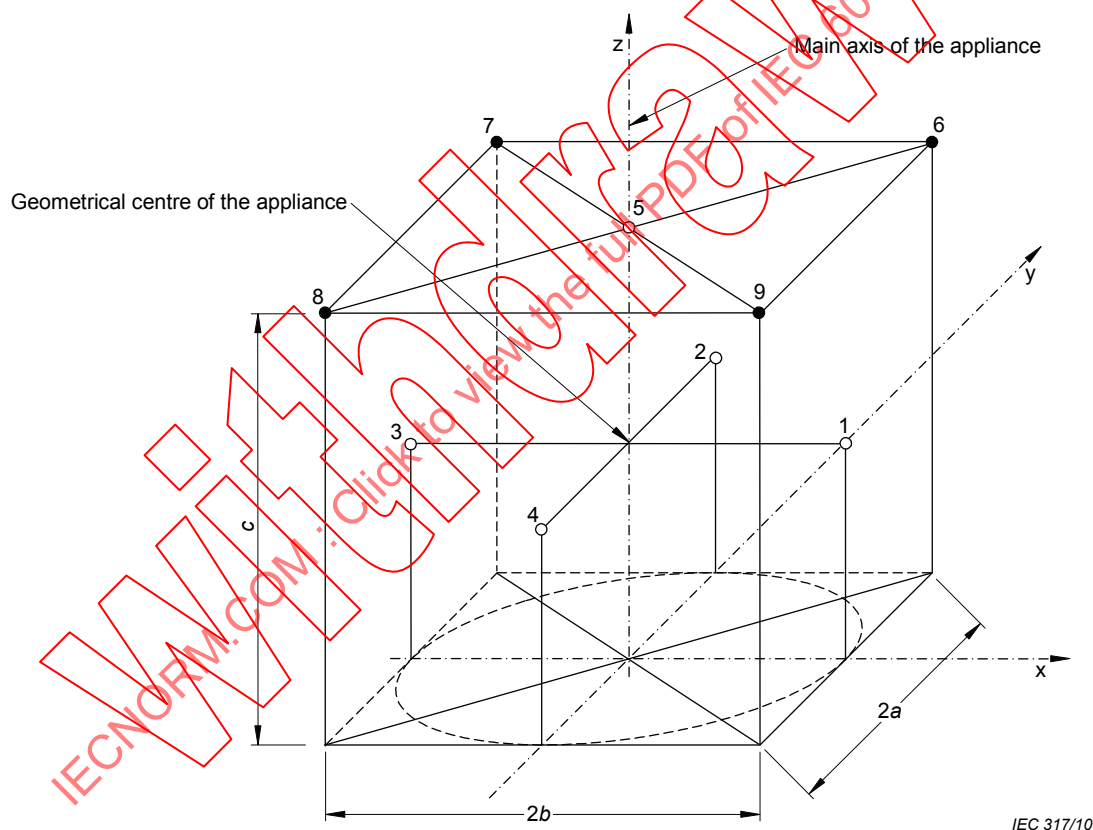 z
Main axis of the appliance
7
6
Geometrical centre of the appliance
5
y
8
9
2
3
1
4
c
x
2a
2b
IEC 317/10
withdrawn
IECNORM.COM : Click to view the full PDF of IEC 60